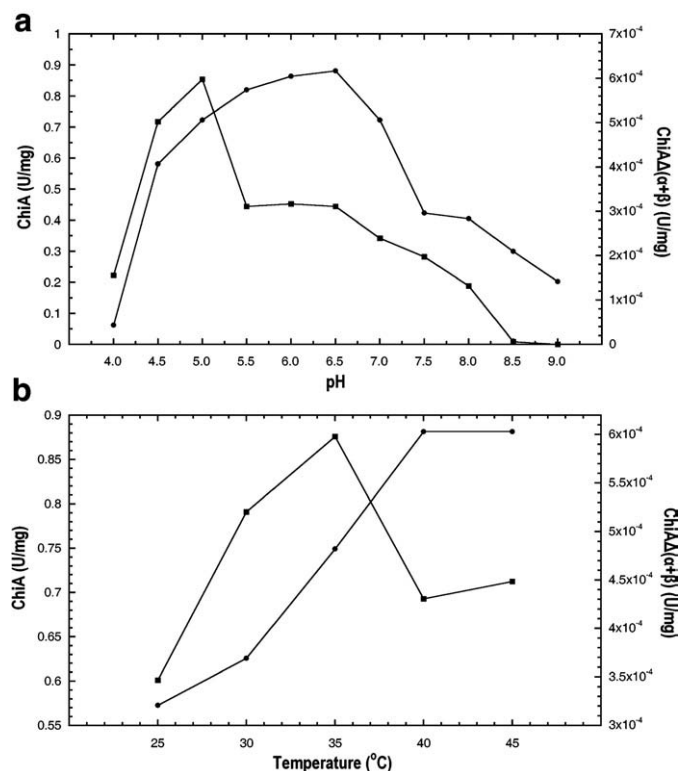 a
ChiA (U/mg)
1
0.9
0.8
0.7
0.6
0.5
0.4
0.3
0.2
0.1
0
7x10⁻⁴
6x10⁻⁴
5x10⁻⁴
4x10⁻⁴
3x10⁻⁴
2x10⁻⁴
1x10⁻⁴
0
ChiAΔ(α+β) (U/mg)
4.0 4.5 5.0 5.5 6.0 6.5 7.0 7.5 8.0 8.5 9.0
pH
b
ChiA (U/mg)
0.9
0.85
0.8
0.75
0.7
0.65
0.6
0.55
6x10⁻⁴
5.5x10⁻⁴
5x10⁻⁴
4.5x10⁻⁴
4x10⁻⁴
3.5x10⁻⁴
3x10⁻⁴
ChiAΔ(α+β) (U/mg)
25 30 35 40 45
Temperature (°C)